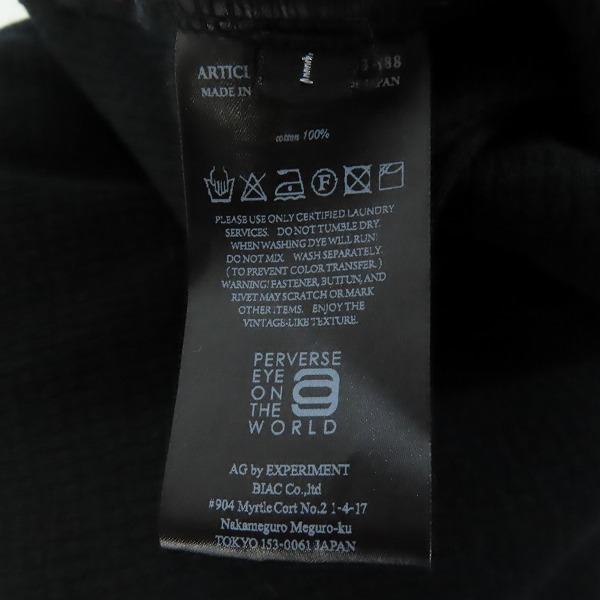 ARTICL
MADE IN
1
PAN
cotton 100%
F
PLEASE USE ONLY CERTIFIED LAUNDRY
SERVICES. DO NOT TUMBLE DRY.
WHEN WASHING DYE WILL RUN!
DO NOT MIX. WASH SEPARATELY.
( TO PREVENT COLOR TRANSFER. )
WARNING! FASTENER, BUTTUN, AND
RIVET MAY SCRATCH OR MARK
OTHER ITEMS. ENJOY THE
VINTAGE-LIKE TEXTURE.
PERVERSE
EYE
ON
THE
WORLD
AG by EXPERIMENT
BIAC Co.,ltd
#904 Myrtle Cort No.2 1-4-17
Nakameguro Meguro-ku
TOKYO 153-0061 JAPAN